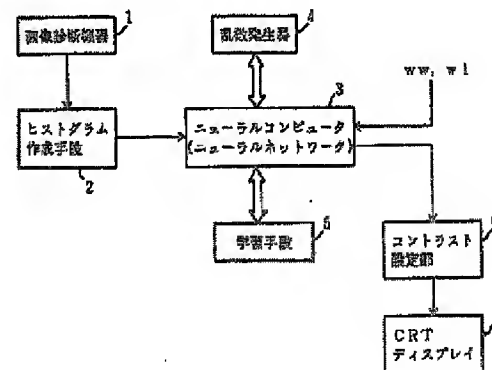 1
画像診断機器
ヒストグラム
作成手段
2
4
乱数発生器
3
ニューラルコンピュータ
(ニューラルネットワーク)
ww, wl
5
学習手段
コントラスト
設定部
CRT
ディスプレイ